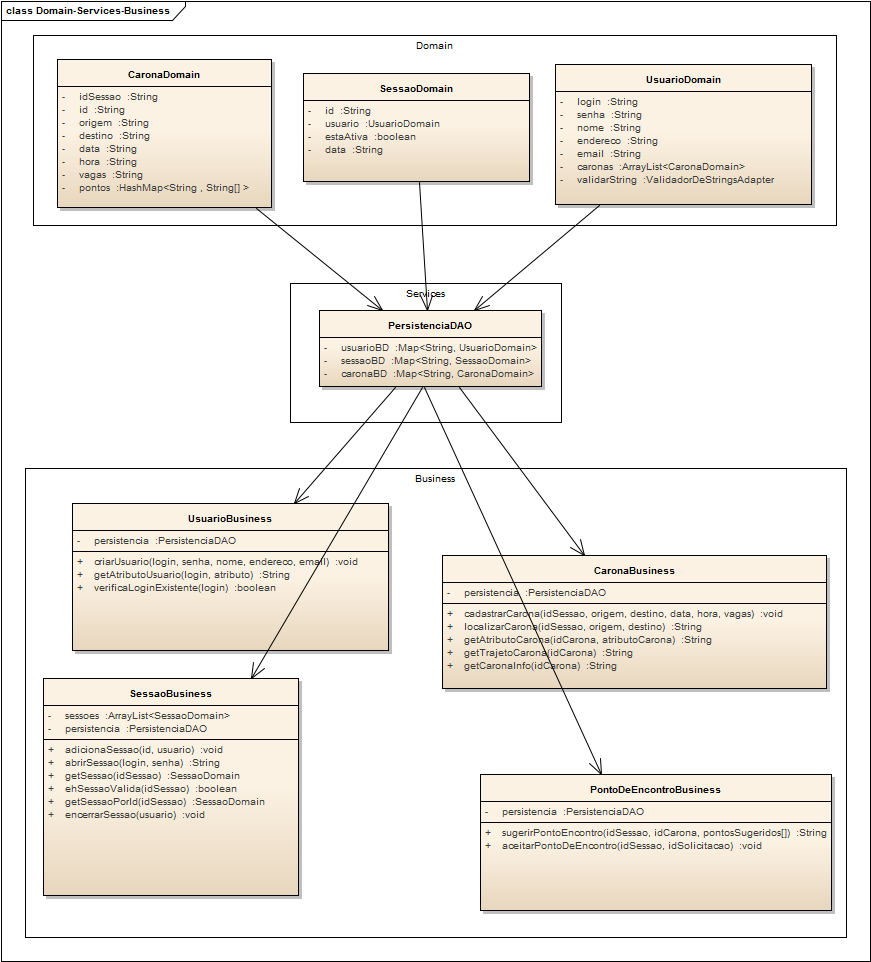 class Domain-Services-Business
Domain
CaronaDomain
- idSessao :String
- id :String
- origem :String
- destino :String
- data :String
- hora :String
- vagas :String
- pontos :HashMap<String , String[] >
SessaoDomain
- id :String
- usuario :UsuarioDomain
- estaAtiva :boolean
- data :String
UsuarioDomain
- login :String
- senha :String
- nome :String
- endereco :String
- email :String
- caronas :ArrayList<CaronaDomain>
- validarString :ValidadorDeStringsAdapter
Services
PersistenciaDAO
- usuarioBD :Map<String, UsuarioDomain>
- sessaoBD :Map<String, SessaoDomain>
- caronaBD :Map<String, CaronaDomain>
Business
UsuarioBusiness
- persistencia :PersistenciaDAO
+ criarUsuario(login, senha, nome, endereco, email) :void
+ getAtributoUsuario(login, atributo) :String
+ verificaLoginExistente(login) :boolean
CaronaBusiness
- persistencia :PersistenciaDAO
+ cadastrarCarona(idSessao, origem, destino, data, hora, vagas) :void
+ localizarCarona(idSessao, origem, destino) :String
+ getAtributoCarona(idCarona, atributoCarona) :String
+ getTrajetoCarona(idCarona) :String
+ getCaronaInfo(idCarona) :String
SessaoBusiness
- sessoes :ArrayList<SessaoDomain>
- persistencia :PersistenciaDAO
+ adicionaSessao(id, usuario) :void
+ abrirSessao(login, senha) :String
+ getSessao(idSessao) :SessaoDomain
+ ehSessaoValida(idSessao) :boolean
+ getSessaoPorId(idSessao) :SessaoDomain
+ encerrarSessao(usuario) :void
PontoDeEncontroBusiness
- persistencia :PersistenciaDAO
+ sugerirPontoEncontro(idSessao, idCarona, pontosSugeridos[]) :String
+ aceitarPontoDeEncontro(idSessao, idSolicitacao) :void